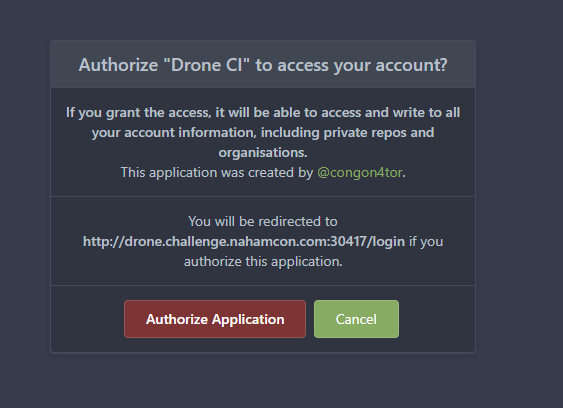 Authorize "Drone CI" to access your account?
If you grant the access, it will be able to access and write to all
your account information, including private repos and
organisations.
This application was created by @congon4tor.
You will be redirected to
http://drone.challenge.nahamcon.com:30417/login if you
authorize this application.
Authorize Application
Cancel